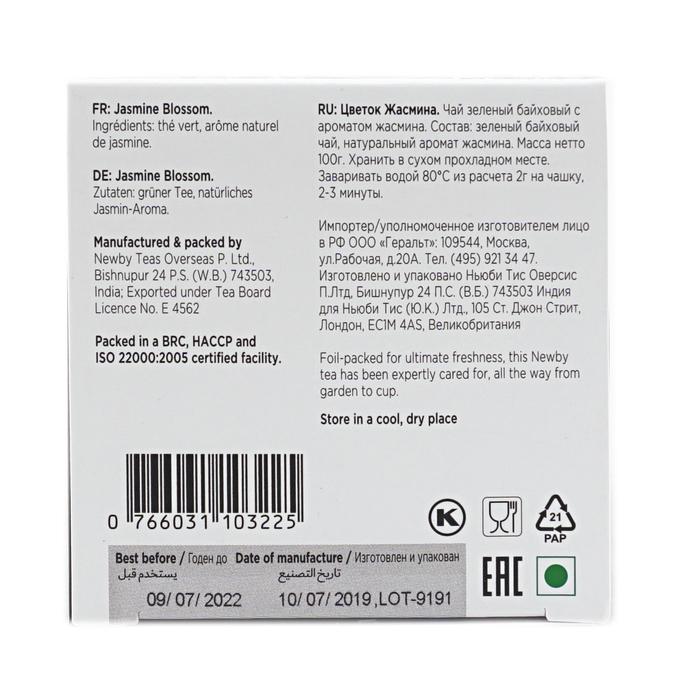 FR: Jasmine Blossom.
Ingrédients: thé vert, arôme naturel
de jasmine.
DE: Jasmine Blossom.
Zutaten: grüner Tee, natürliches
Jasmin-Aroma.
Manufactured & packed by
Newby Teas Overseas P. Ltd.,
Bishnupur 24 P.S. (W.B.) 743503,
India; Exported under Tea Board
Licence No. E 4562
Packed in a BRC, HACCP and
ISO 22000:2005 certified facility.
RU: Цветок Жасмина. Чай зеленый байховый с
ароматом жасмина. Состав: зеленый байховый
чай, натуральный аромат жасмина. Масса нетто
100г. Хранить в сухом прохладном месте.
Заваривать водой 80°С из расчета 2г на чашку,
2-3 минуты.
Импортер/уполномоченное изготовителем лицо
в РФ ООО «Геральт»: 109544, Москва,
ул.Рабочая, д.20А. Тел. (495) 921 34 47.
Изготовлено и упаковано Ньюби Тис Оверсис
П.Лтд, Бишнупур 24 П.С. (В.Б.) 743503 Индия
для Ньюби Тис (Ю.К.) Лтд., 105 Ст. Джон Стрит,
Лондон, EC1M 4AS, Великобритания
Foil-packed for ultimate freshness, this Newby
tea has been expertly cared for, all the way from
garden to cup.
Store in a cool, dry place
0 766031 103225
K
21
PAP
Best before / Годен до Date of manufacture / Изготовлен и упакован
يستخدم قبل تاريخ التصنيع
09/ 07/ 2022 10/ 07/ 2019 ,LOT-9191
EAC